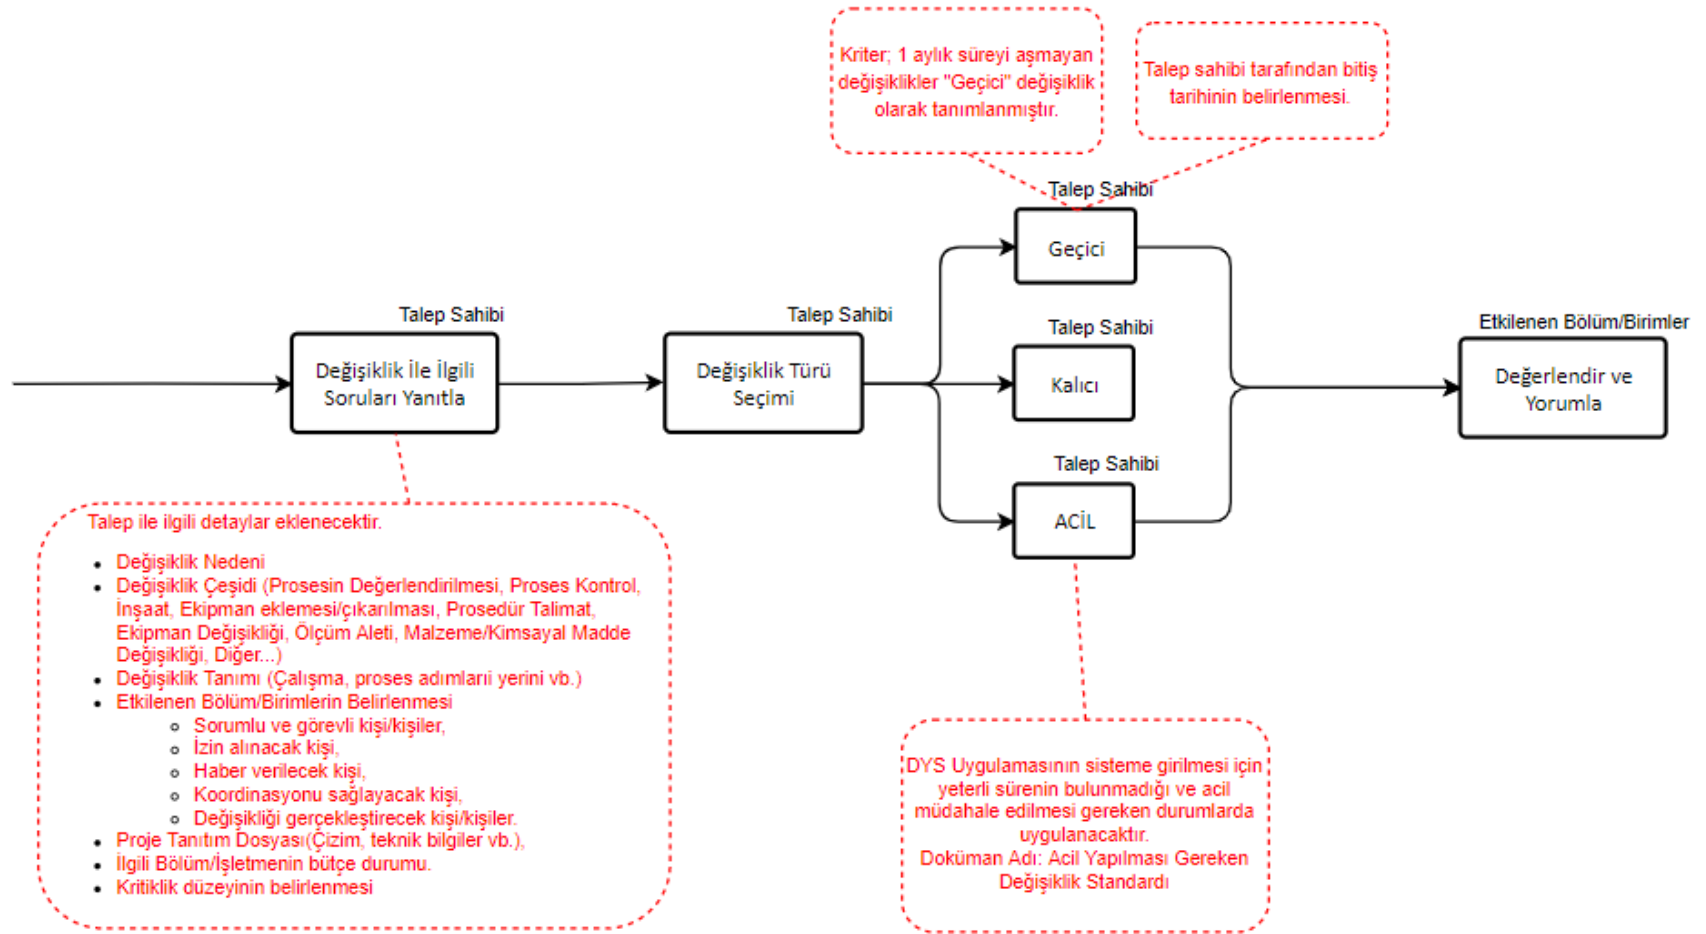 Kriter; 1 aylık süreyi aşmayan
değişiklikler "Geçici" değişiklik
olarak tanımlanmıştır.
Talep sahibi tarafından bitiş
tarihinin belirlenmesi.
Talep Sahibi
Geçici
Talep Sahibi
Değişiklik İle İlgili
Soruları Yanıtla
Talep Sahibi
Değişiklik Türü
Seçimi
Talep Sahibi
Kalıcı
Talep Sahibi
ACİL
Etkilenen Bölüm/Birimler
Değerlendir ve
Yorumla
Talep ile ilgili detaylar eklenecektir.
• Değişiklik Nedeni
• Değişiklik Çeşidi (Prosesin Değerlendirilmesi, Proses Kontrol,
İnşaat, Ekipman eklemesi/çıkarılması, Prosedür Talimat,
Ekipman Değişikliği, Ölçüm Aleti, Malzeme/Kimsayal Madde
Değişikliği, Diğer...)
• Değişiklik Tanımı (Çalışma, proses adımlarıi yerini vb.)
• Etkilenen Bölüm/Birimlerin Belirlenmesi
o Sorumlu ve görevli kişi/kişiler,
o İzin alınacak kişi,
o Haber verilecek kişi,
o Koordinasyonu sağlayacak kişi,
o Değişikliği gerçekleştirecek kişi/kişiler.
• Proje Tanıtım Dosyası(Çizim, teknik bilgiler vb.),
• İlgili Bölüm/İşletmenin bütçe durumu.
• Kritiklik düzeyinin belirlenmesi
DYS Uygulamasının sisteme girilmesi için
yeterli sürenin bulunmadığı ve acil
müdahale edilmesi gereken durumlarda
uygulanacaktır.
Doküman Adı: Acil Yapılması Gereken
Değişiklik Standardı